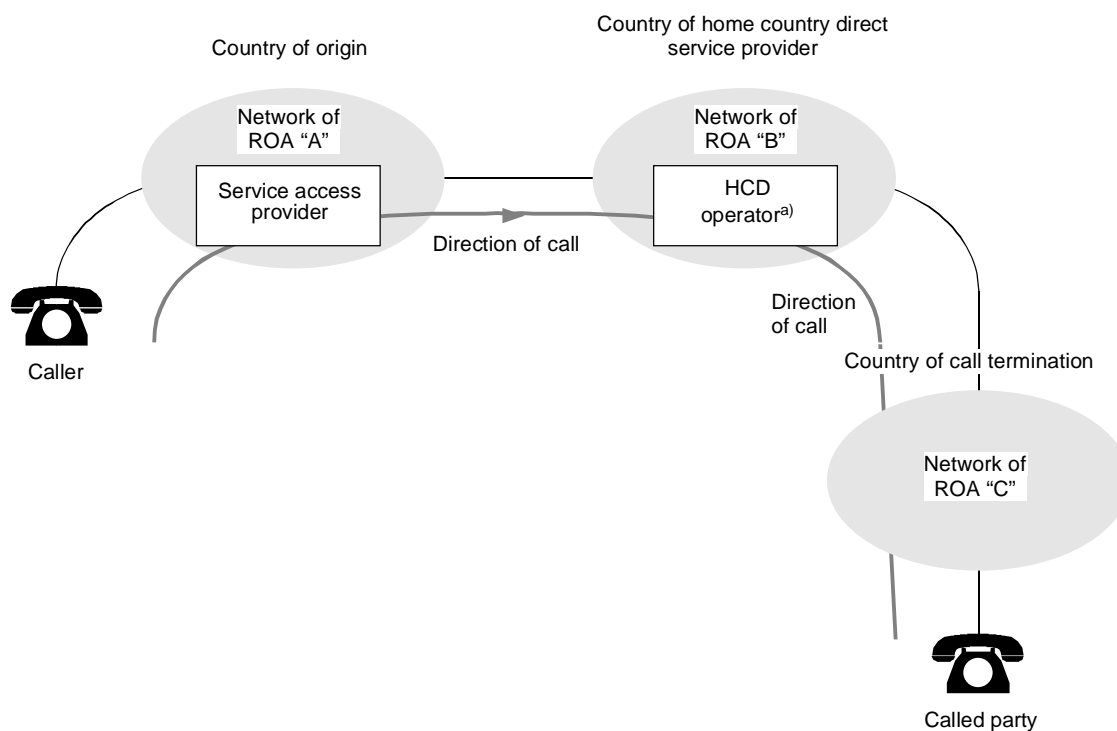 Country of origin
Country of home country direct
service provider
Network of
ROA “A”
Service access
provider
Network of
ROA “B”
HCD
operatorᵃ⁾
Direction of call
Direction
of call
Caller
Country of call termination
Network of
ROA “C”
Called party